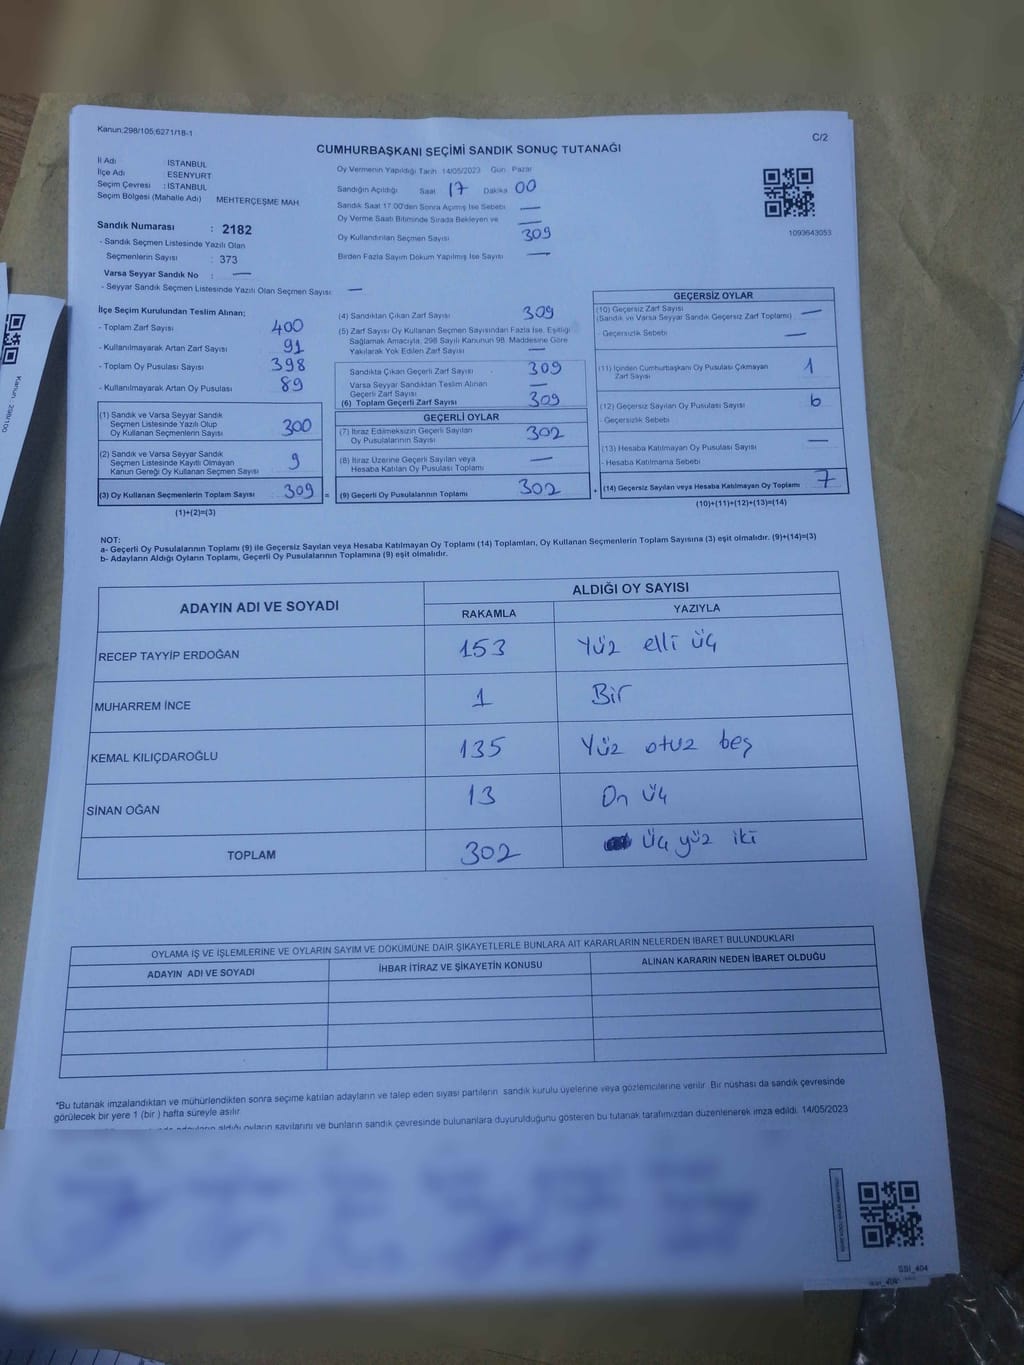 Kanun:298/105;6271/18-1
C/2
CUMHURBAŞKANI SEÇİMİ SANDIK SONUÇ TUTANAĞI
İl Adı : İSTANBUL
İlçe Adı : ESENYURT
Seçim Çevresi : İSTANBUL
Seçim Bölgesi (Mahalle Adı) MEHTERÇEŞME MAH.
Oy Vermenin Yapıldığı Tarih 14/05/2023 Gün Pazar
Sandığın Açıldığı Saat 17 Dakika 00
Sandık Saat 17.00'den Sonra Açılmış İse Sebebi —
Oy Verme Saati Bitiminde Sırada Bekleyen ve —
Oy Kullandırılan Seçmen Sayısı 309
Birden Fazla Sayım Döküm Yapılmış İse Sayısı —
1093643053
Sandık Numarası : 2182
- Sandık Seçmen Listesinde Yazılı Olan
Seçmenlerin Sayısı : 373
Varsa Seyyar Sandık No : —
- Seyyar Sandık Seçmen Listesinde Yazılı Olan Seçmen Sayısı —
İlçe Seçim Kurulundan Teslim Alınan;
- Toplam Zarf Sayısı 400
- Kullanılmayarak Artan Zarf Sayısı 91
- Toplam Oy Pusulası Sayısı 398
- Kullanılmayarak Artan Oy Pusulası 89
(1) Sandık ve Varsa Seyyar Sandık
Seçmen Listesinde Yazılı Olup
Oy Kullanan Seçmenlerin Sayısı 300
(2) Sandık ve Varsa Seyyar Sandık
Seçmen Listesinde Kayıtlı Olmayan
Kanun Gereği Oy Kullanan Seçmen Sayısı 9
(3) Oy Kullanan Seçmenlerin Toplam Sayısı 309 =
(1)+(2)=(3)
(4) Sandıktan Çıkan Zarf Sayısı 309
(5) Zarf Sayısı Oy Kullanan Seçmen Sayısından Fazla İse, Eşitliği
Sağlamak Amacıyla, 298 Sayılı Kanunun 98. Maddesine Göre
Yakılarak Yok Edilen Zarf Sayısı —
Sandıkta Çıkan Geçerli Zarf Sayısı 309
Varsa Seyyar Sandıktan Teslim Alınan
Geçerli Zarf Sayısı —
(6) Toplam Geçerli Zarf Sayısı 309
GEÇERLİ OYLAR
(7) İtiraz Edilmeksizin Geçerli Sayılan
Oy Pusulalarının Sayısı 302
(8) İtiraz Üzerine Geçerli Sayılan veya
Hesaba Katılan Oy Pusulası Toplamı —
(9) Geçerli Oy Pusulalarının Toplamı 302 +
GEÇERSİZ OYLAR
(10) Geçersiz Zarf Sayısı
(Sandık ve Varsa Seyyar Sandık Geçersiz Zarf Toplamı) —
- Geçersizlik Sebebi —
(11) İçinden Cumhurbaşkanı Oy Pusulası Çıkmayan
Zarf Sayısı 1
(12) Geçersiz Sayılan Oy Pusulası Sayısı 6
- Geçersizlik Sebebi
(13) Hesaba Katılmayan Oy Pusulası Sayısı —
- Hesaba Katılmama Sebebi
(14) Geçersiz Sayılan veya Hesaba Katılmayan Oy Toplamı 7
(10)+(11)+(12)+(13)=(14)
NOT:
a- Geçerli Oy Pusulalarının Toplamı (9) ile Geçersiz Sayılan veya Hesaba Katılmayan Oy Toplamı (14) Toplamları, Oy Kullanan Seçmenlerin Toplam Sayısına (3) eşit olmalıdır. (9)+(14)=(3)
b- Adayların Aldığı Oyların Toplamı, Geçerli Oy Pusulalarının Toplamına (9) eşit olmalıdır.
ADAYIN ADI VE SOYADI
ALDIĞI OY SAYISI
RAKAMLA YAZIYLA
RECEP TAYYİP ERDOĞAN 153 Yüz elli üç
MUHARREM İNCE 1 Bir
KEMAL KILIÇDAROĞLU 135 Yüz otuz beş
SİNAN OĞAN 13 On üç
TOPLAM 302 Üç yüz iki
OYLAMA İŞ VE İŞLEMLERİNE VE OYLARIN SAYIM VE DÖKÜMÜNE DAİR ŞİKAYETLERLE BUNLARA AİT KARARLARIN NELERDEN İBARET BULUNDUKLARI
ADAYIN ADI VE SOYADI İHBAR İTİRAZ VE ŞİKAYETİN KONUSU ALINAN KARARIN NEDEN İBARET OLDUĞU
*Bu tutanak imzalandıktan ve mühürlendikten sonra seçime katılan adayların ve talep eden siyasi partilerin sandık kurulu üyelerine veya gözlemcilerine verilir. Bir nüshası da sandık çevresinde
görülecek bir yere 1 (bir ) hafta süreyle asılır.
adayların aldığı oyların sayılarını ve bunların sandık çevresinde bulunanlara duyurulduğunu gösteren bu tutanak tarafımızdan düzenlenerek imza edildi. 14/05/2023
SSI_404
Kanun: 298/100